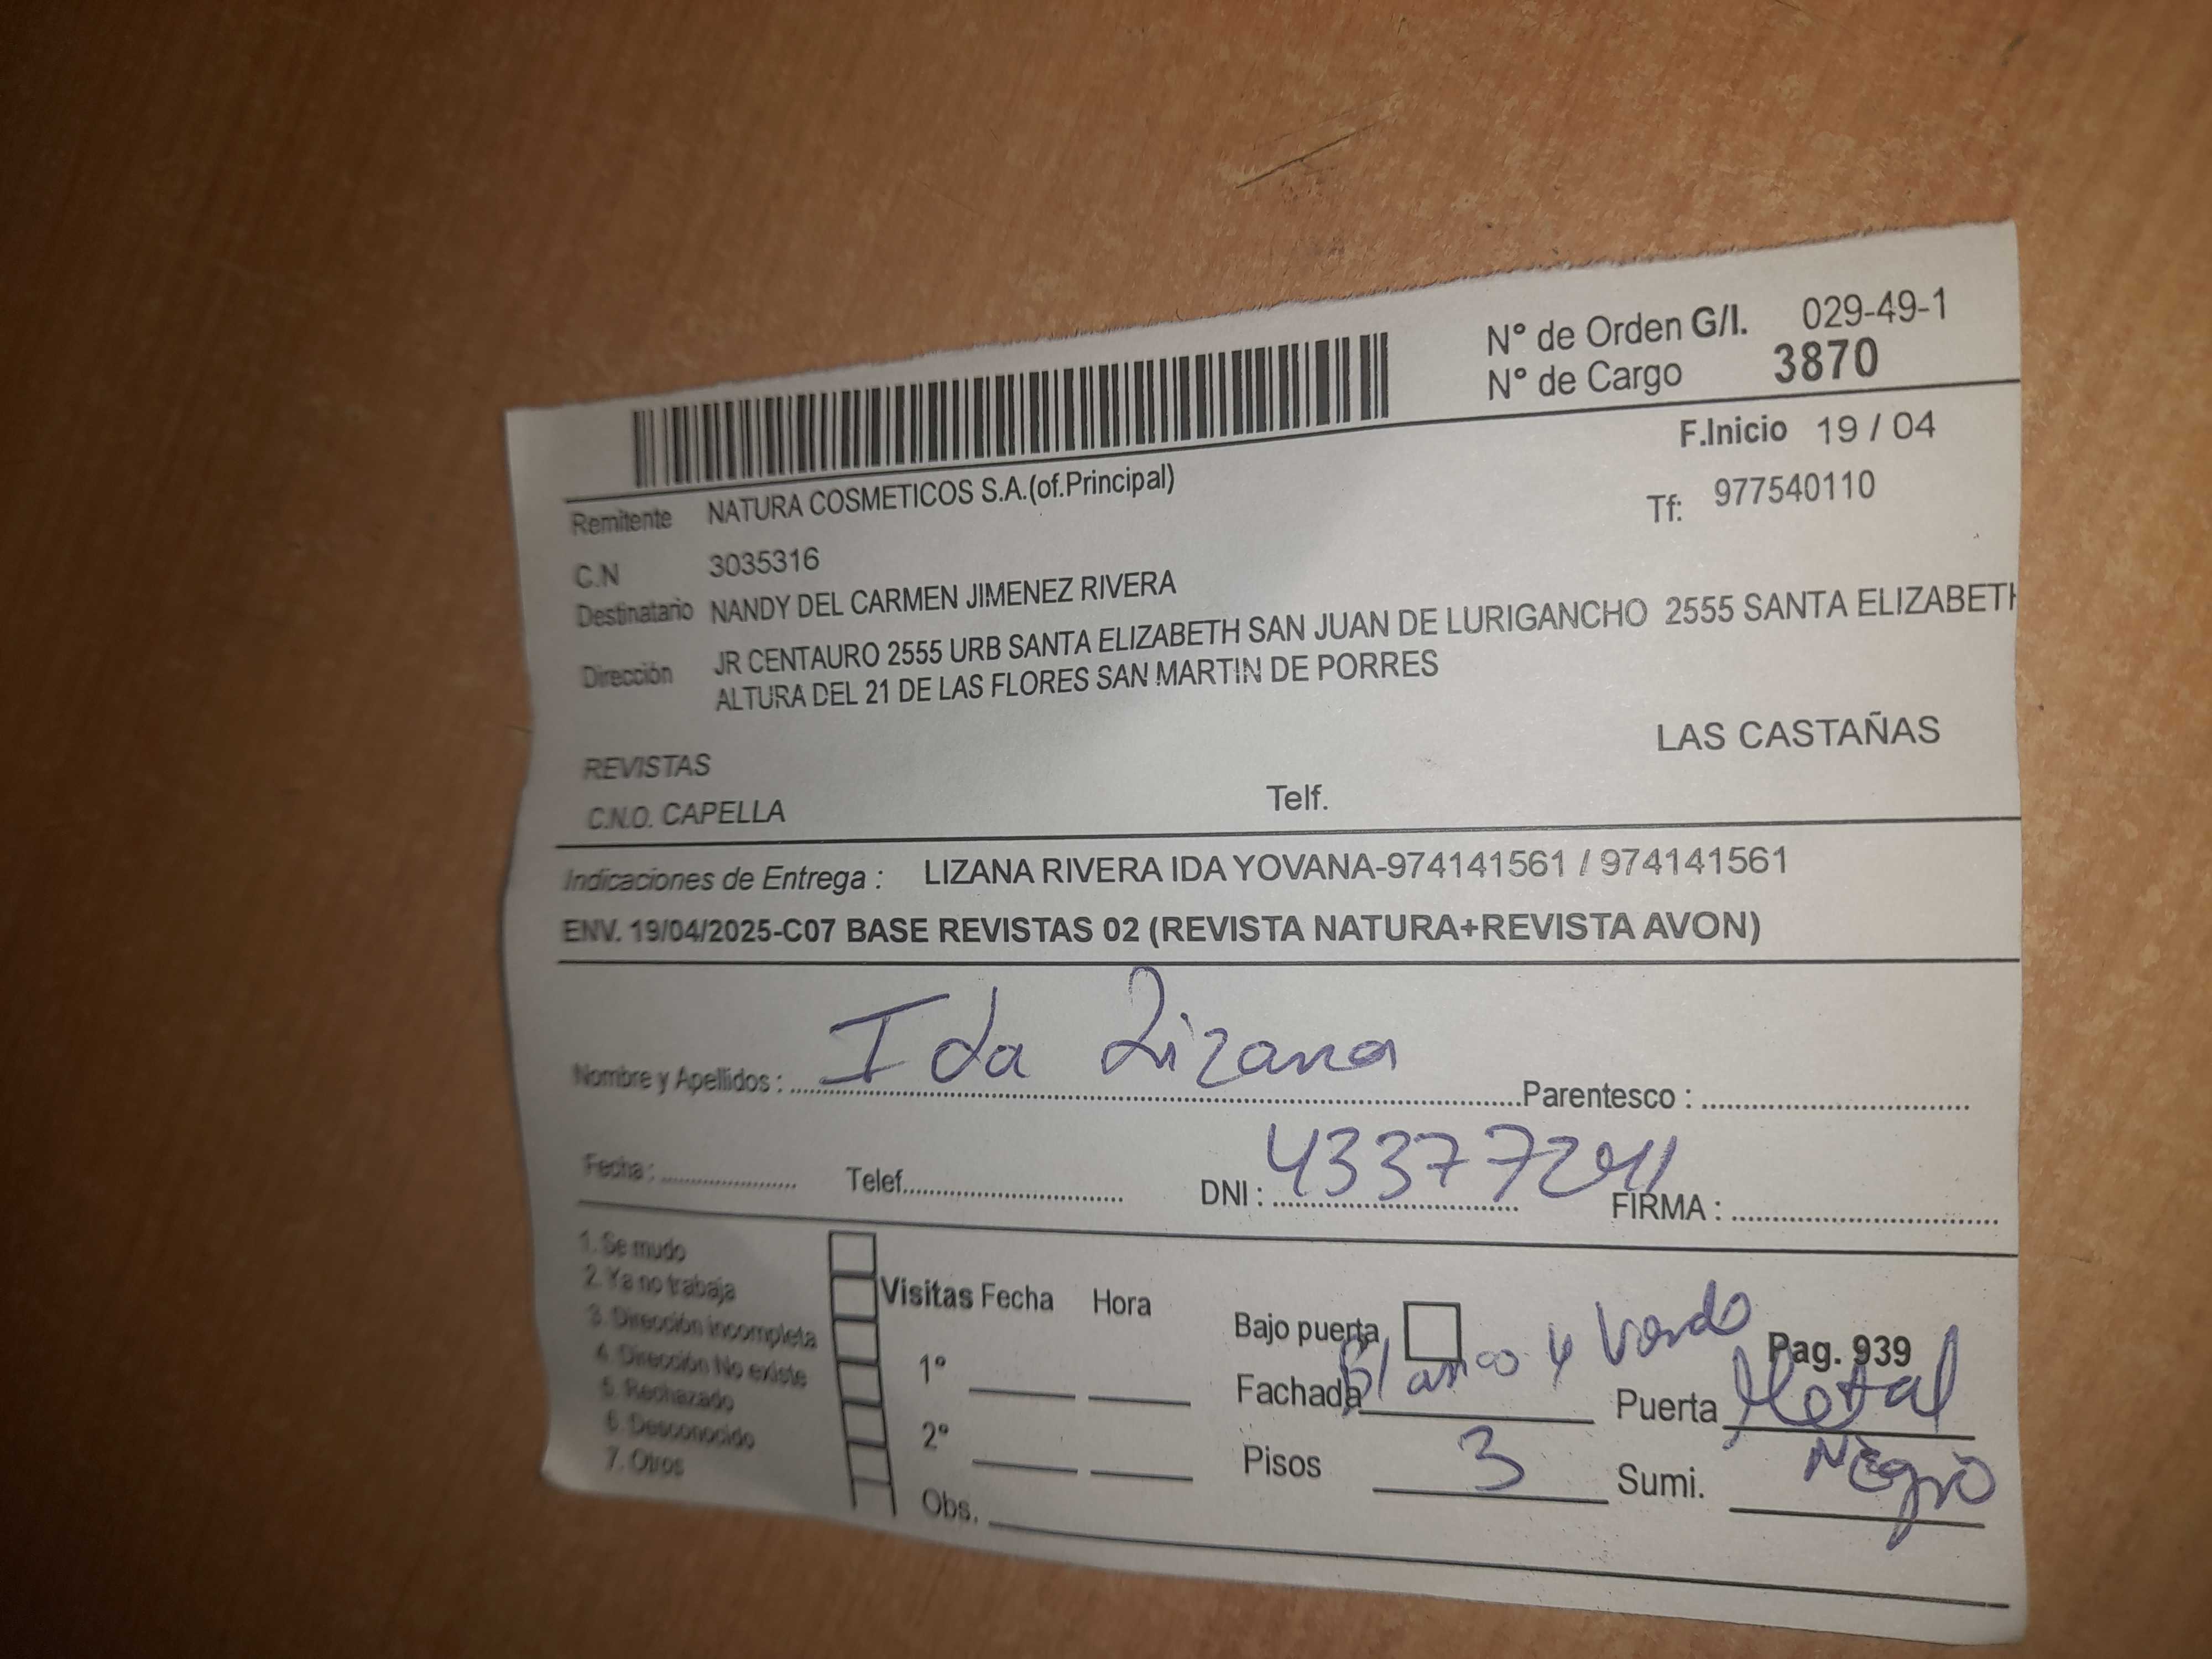 N° de Orden G/I. 029-49-1
N° de Cargo 3870
F.Inicio 19 / 04
Remitente NATURA COSMETICOS S.A.(of.Principal)
Tf: 977540110
C.N 3035316
Destinatario NANDY DEL CARMEN JIMENEZ RIVERA
Dirección JR CENTAURO 2555 URB SANTA ELIZABETH SAN JUAN DE LURIGANCHO 2555 SANTA ELIZABETH
ALTURA DEL 21 DE LAS FLORES SAN MARTIN DE PORRES
LAS CASTAÑAS
REVISTAS
C.N.O. CAPELLA Telf.
Indicaciones de Entrega : LIZANA RIVERA IDA YOVANA-974141561 / 974141561
ENV. 19/04/2025-C07 BASE REVISTAS 02 (REVISTA NATURA+REVISTA AVON)
Nombre y Apellidos : Ida Lizana Parentesco :
Fecha : Telef. DNI : 43377241 FIRMA :
1. Se mudo
2. Ya no trabaja
3. Dirección incompleta
4. Dirección No existe
5. Rechazado
6. Desconocido
7. Otros
Visitas Fecha Hora
1°
2°
Obs.
Bajo puerta
Pag. 939
Fachada Blanco y Verde Puerta Metal
Negro
Pisos 3 Sumi.